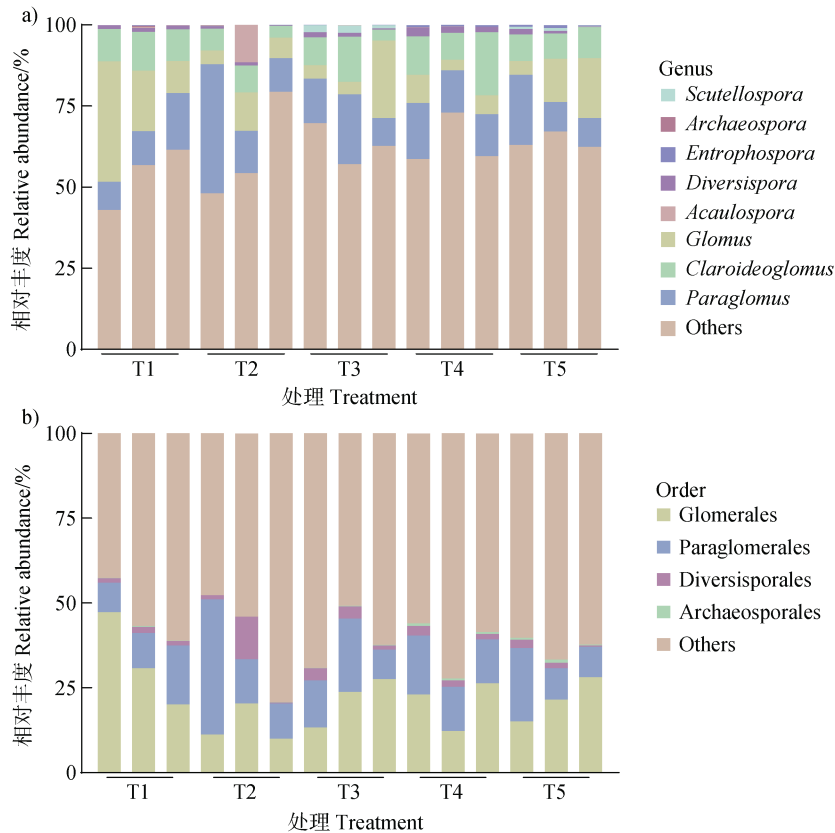 a)
100
75
50
25
0
相对丰度 Relative abundance/%
T1 T2 T3 T4 T5
处理 Treatment
Genus
Scutellospora
Archaeospora
Entrophospora
Diversispora
Acaulospora
Glomus
Claroideoglomus
Paraglomus
Others
b)
100
75
50
25
0
相对丰度 Relative abundance/%
T1 T2 T3 T4 T5
处理 Treatment
Order
Glomerales
Paraglomerales
Diversisporales
Archaeosporales
Others